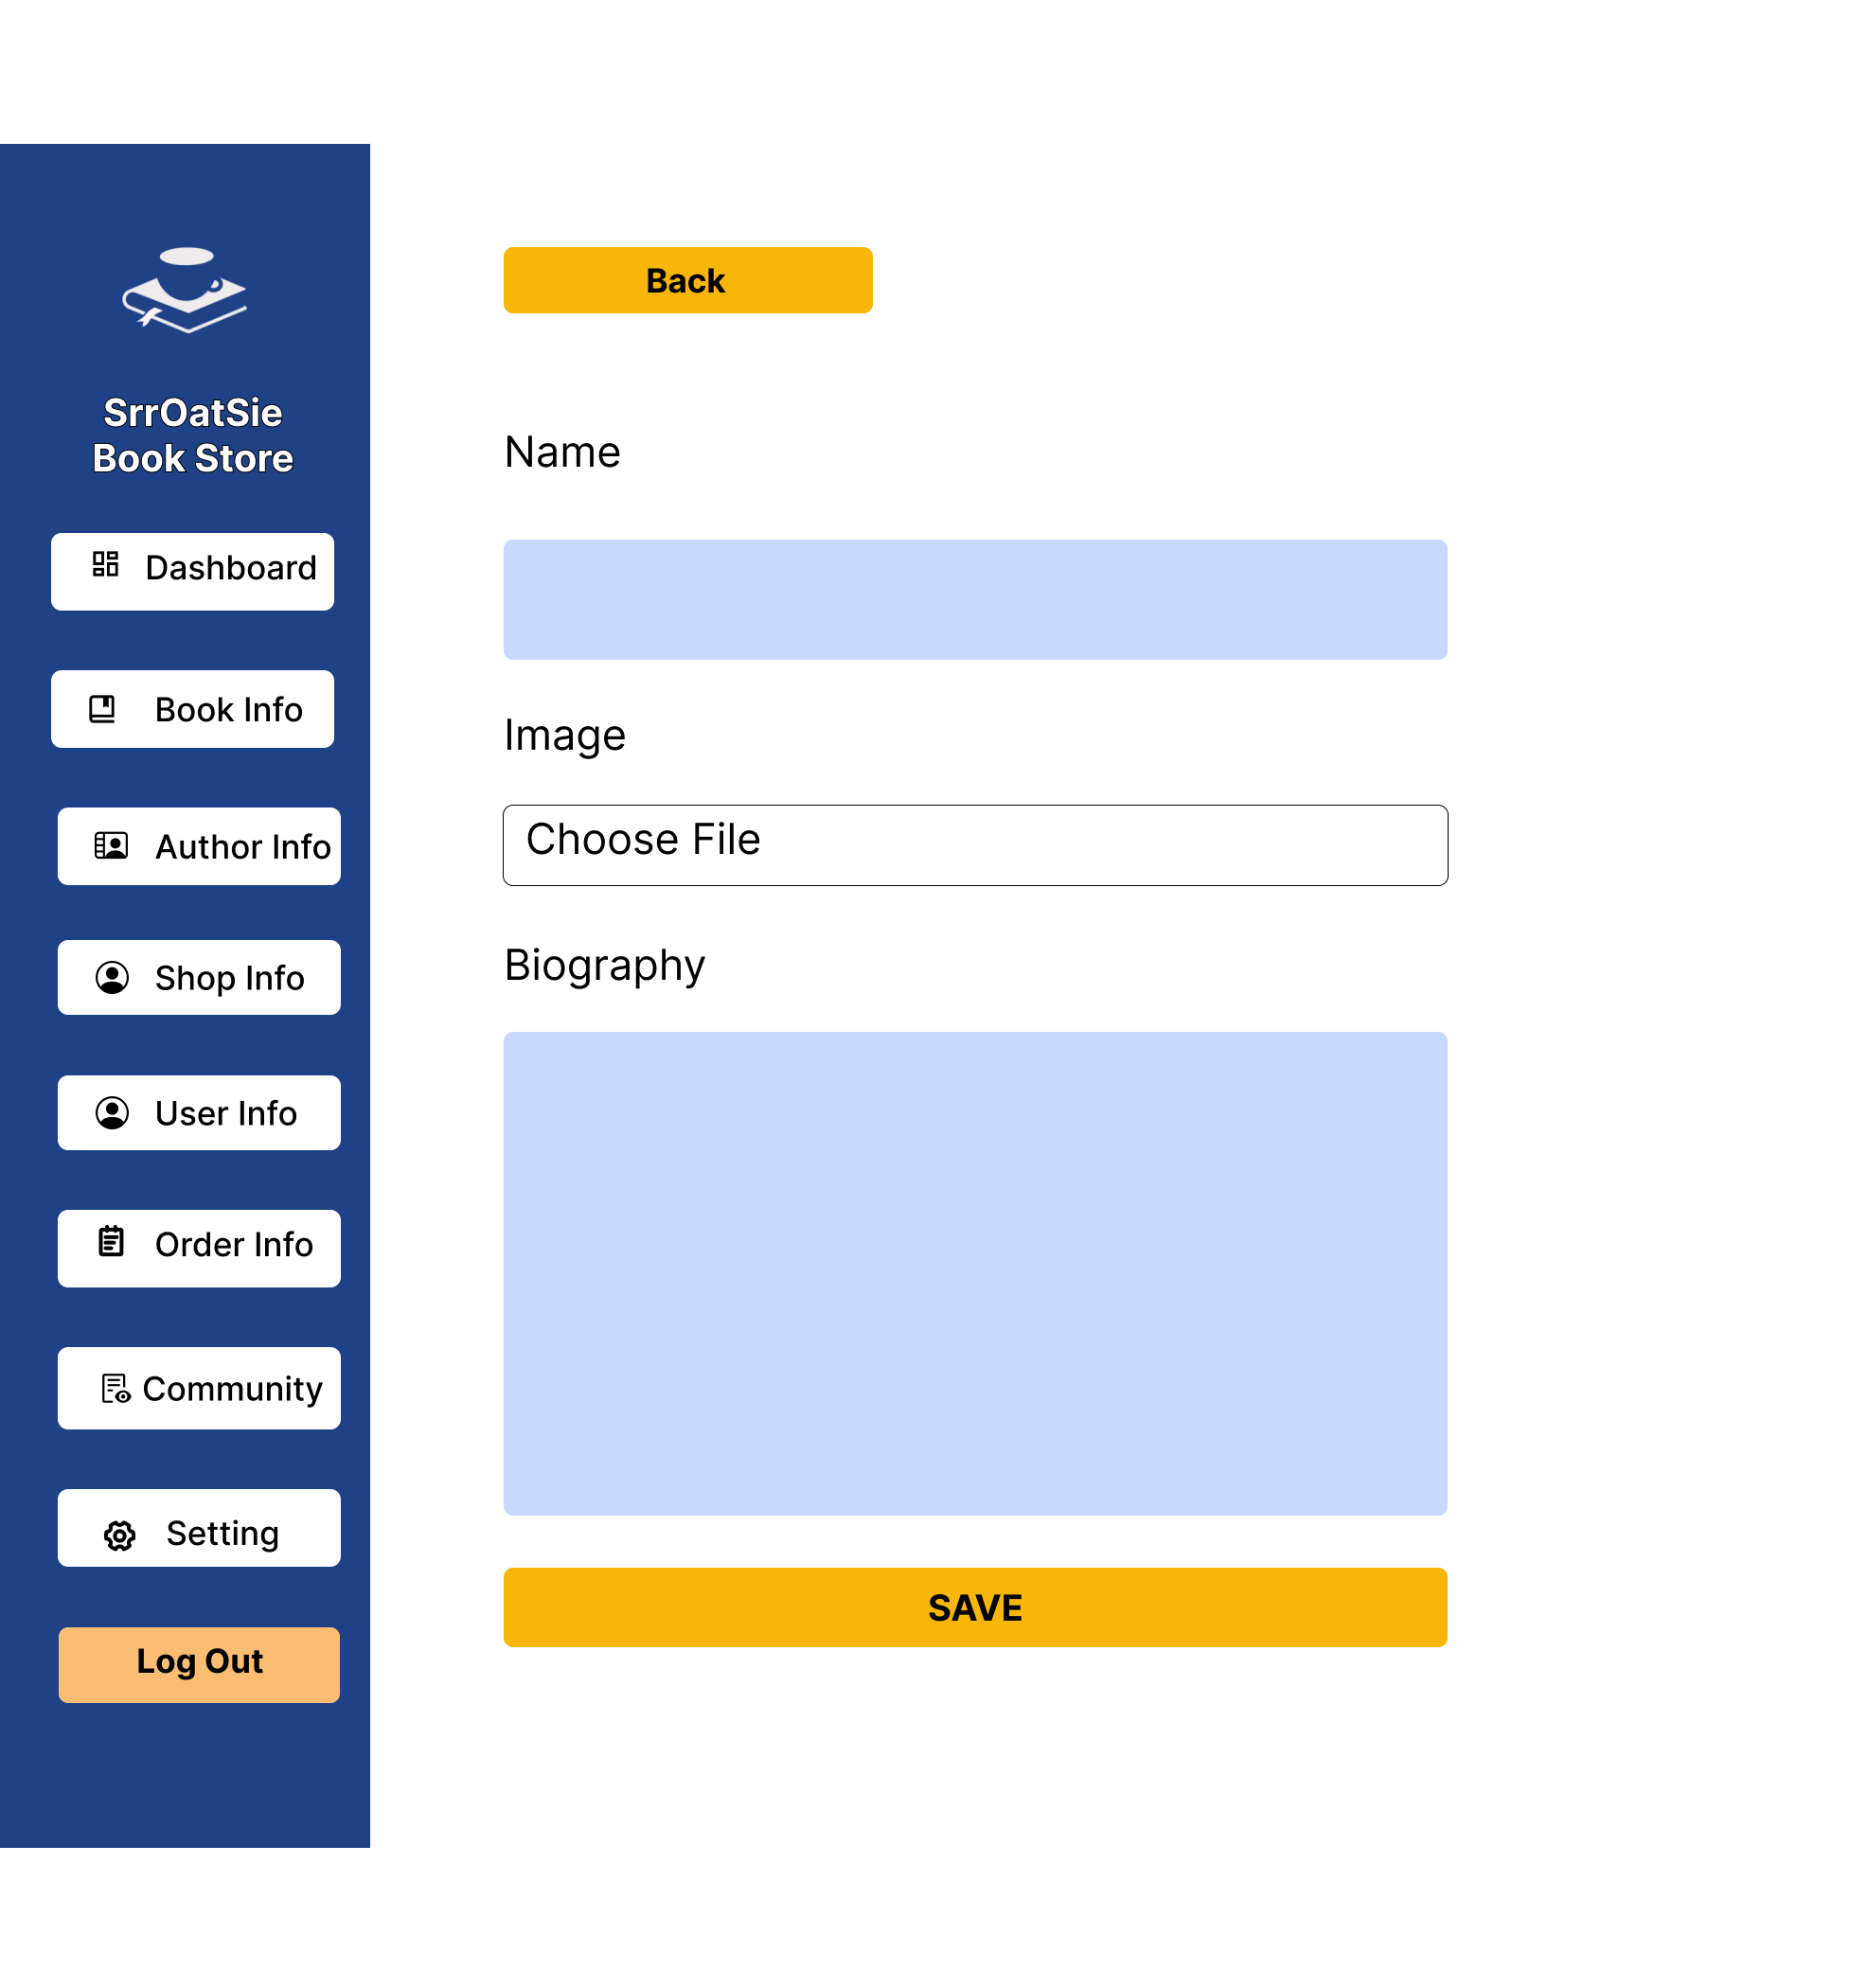 SrrOatSie
Book Store
Dashboard
Book Info
Author Info
Shop Info
User Info
Order Info
Community
Setting
Log Out
Back
Name
Image
Choose File
Biography
SAVE